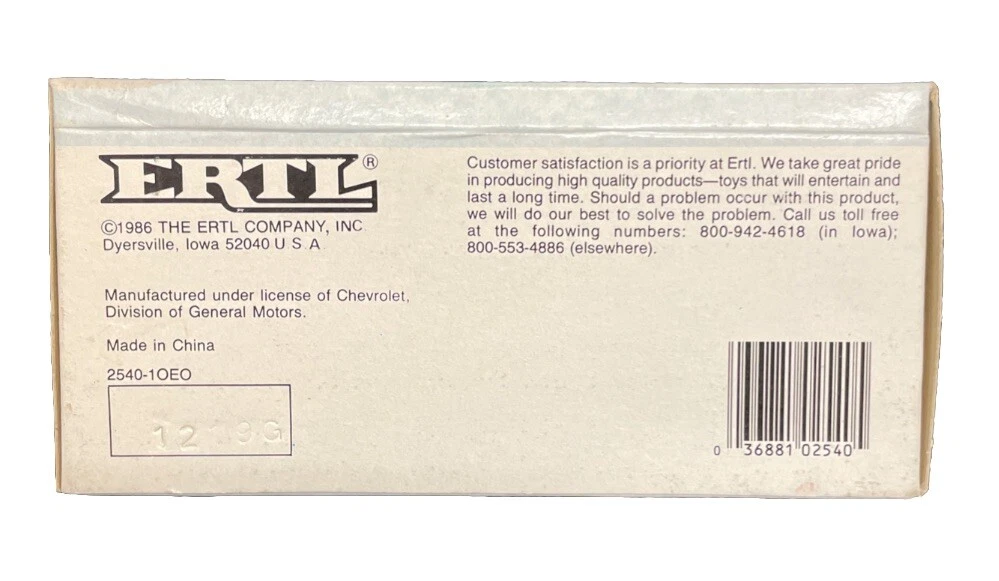 ERTL®
©1986 THE ERTL COMPANY, INC
Dyersville, Iowa 52040 U S A
Manufactured under license of Chevrolet,
Division of General Motors.
Made in China
2540-1OEO
12
Customer satisfaction is a priority at Ertl. We take great pride
in producing high quality products—toys that will entertain and
last a long time. Should a problem occur with this product,
we will do our best to solve the problem. Call us toll free
at the following numbers: 800-942-4618 (in Iowa);
800-553-4886 (elsewhere).
0 36881 02540